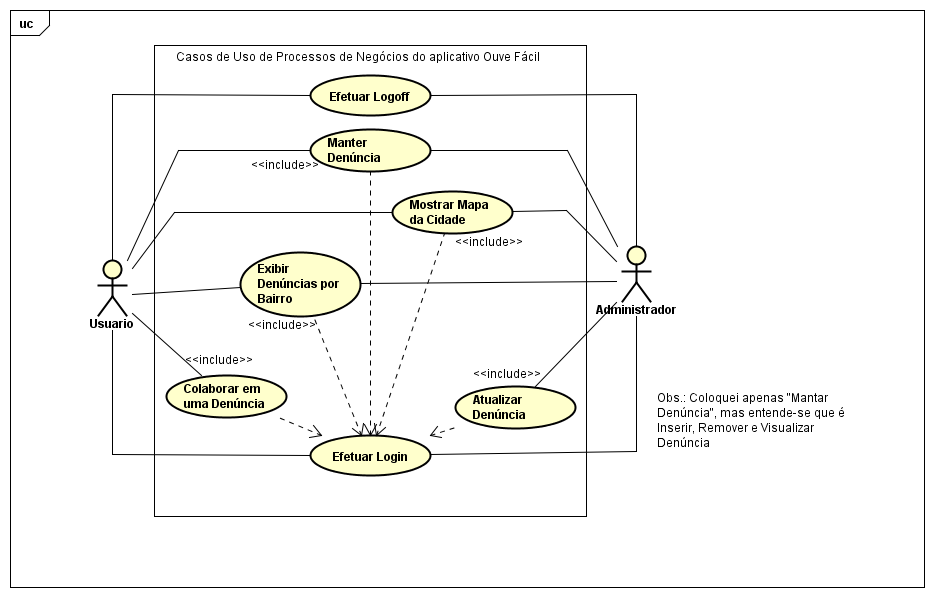 uc
Casos de Uso de Processos de Negócios do aplicativo Ouve Fácil
Efetuar Logoff
Manter
Denúncia
<<include>>
Mostrar Mapa
da Cidade
<<include>>
Exibir
Denúncias por
Bairro
<<include>>
Usuario
Administrador
<<include>>
Colaborar em
uma Denúncia
<<include>>
Atualizar
Denúncia
Efetuar Login
Obs.: Coloquei apenas "Mantar
Denúncia", mas entende-se que é
Inserir, Remover e Visualizar
Denúncia